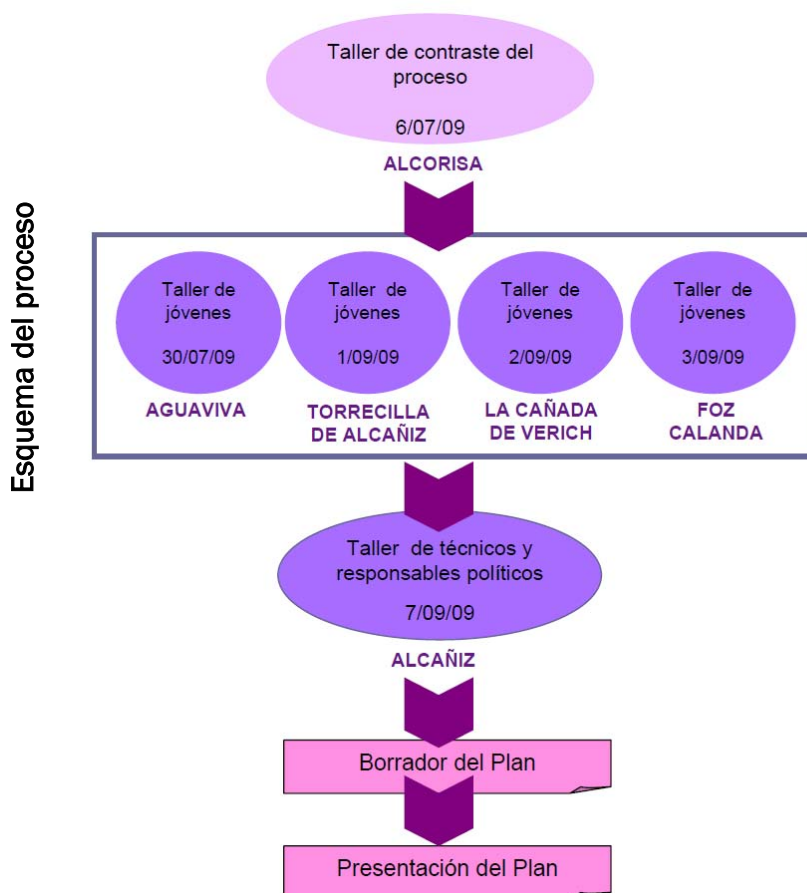 Esquema del proceso
Taller de contraste del
proceso
6/07/09
ALCORISA
Taller de
jóvenes
30/07/09
AGUAVIVA
Taller de
jóvenes
1/09/09
TORRECILLA
DE ALCAÑIZ
Taller de
jóvenes
2/09/09
LA CAÑADA
DE VERICH
Taller de
jóvenes
3/09/09
FOZ
CALANDA
Taller de técnicos y
responsables políticos
7/09/09
ALCAÑIZ
Borrador del Plan
Presentación del Plan